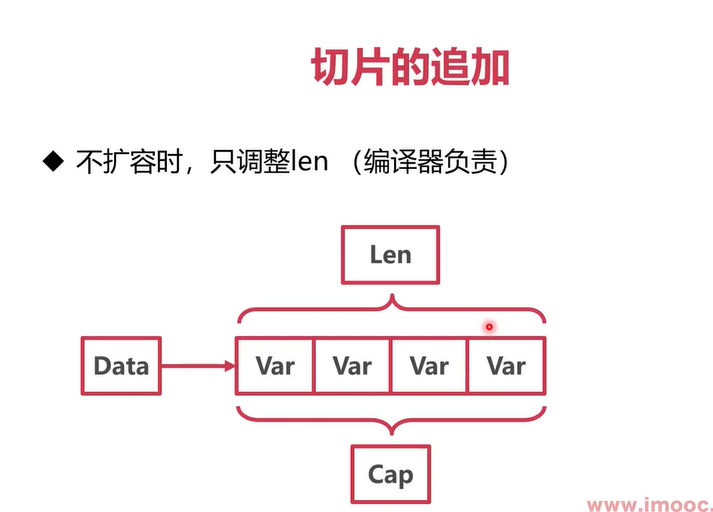 切片的追加
◆ 不扩容时，只调整len （编译器负责）
Len
Data
Var Var Var Var
Cap
www.imooc.